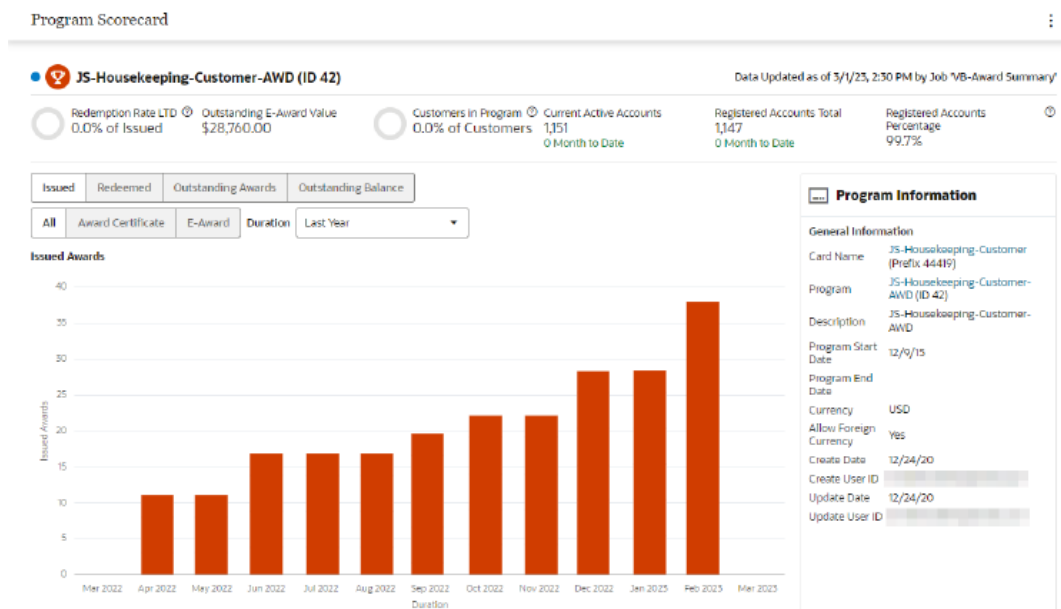 Program Scorecard
JS-Housekeeping-Customer-AWD (ID 42)
Data Updated as of 3/1/23, 2:30 PM by Job 'VB-Award Summary'
Redemption Rate LTD
0.0% of Issued
Outstanding E-Award Value
$28,760.00
Customers in Program
0.0% of Customers
Current Active Accounts
1,151
0 Month to Date
Registered Accounts Total
1,147
0 Month to Date
Registered Accounts
Percentage
99.7%
Issued Redeemed Outstanding Awards Outstanding Balance
All Award Certificate E-Award Duration Last Year
Issued Awards
40
35
30
25
20
15
10
5
0
Issued Awards
Mar 2022 Apr 2022 May 2022 Jun 2022 Jul 2022 Aug 2022 Sep 2022 Oct 2022 Nov 2022 Dec 2022 Jan 2023 Feb 2023 Mar 2023
Duration
Program Information
General Information
Card Name JS-Housekeeping-Customer
(Prefix 44419)
Program JS-Housekeeping-Customer-
AWD (ID 42)
Description JS-Housekeeping-Customer-
AWD
Program Start
Date 12/9/15
Program End
Date
Currency USD
Allow Foreign
Currency Yes
Create Date 12/24/20
Create User ID
Update Date 12/24/20
Update User ID